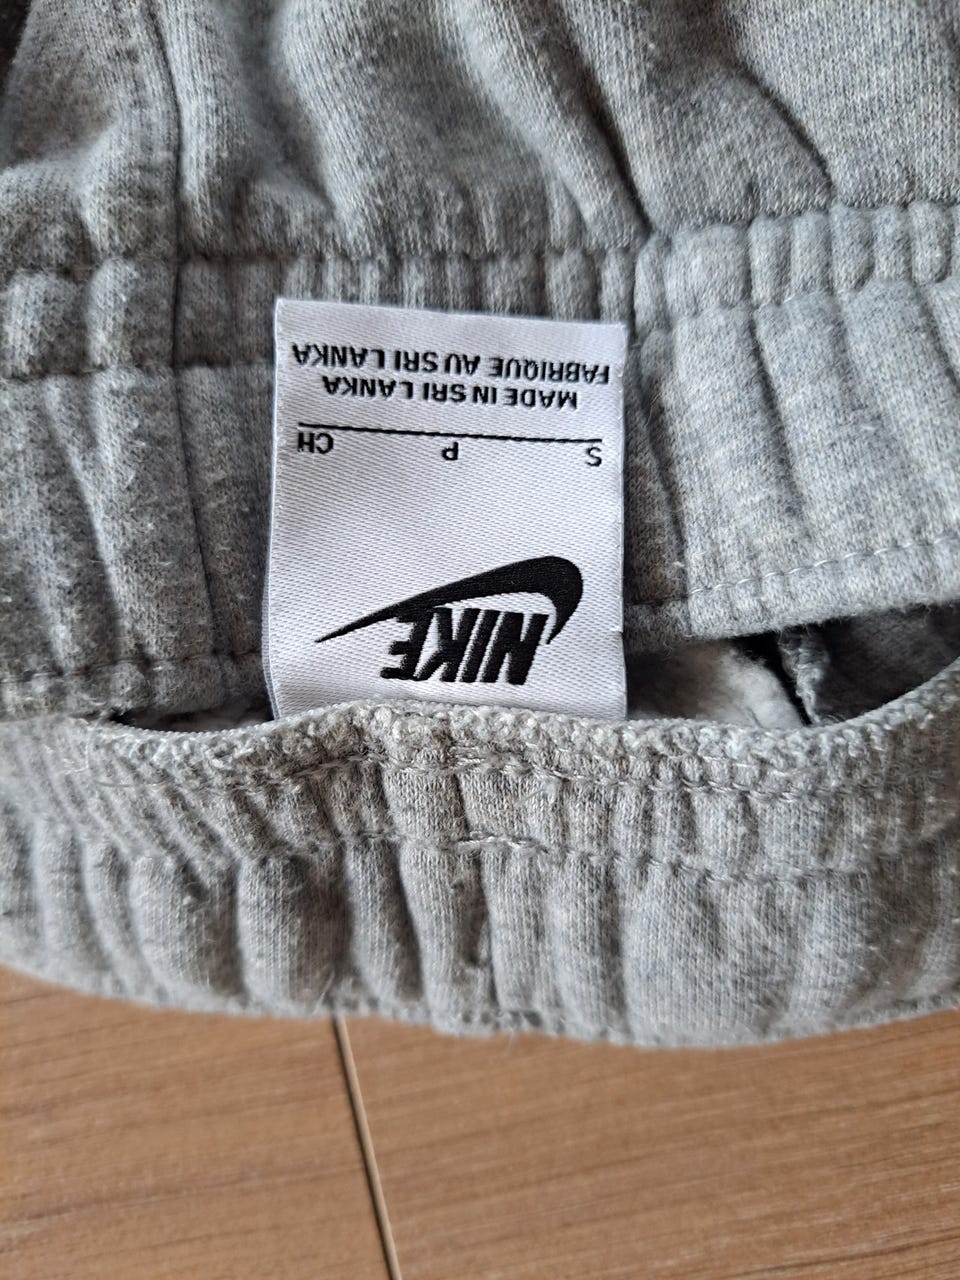 NIKE
S P CH
MADE IN SRI LANKA
FABRIQUE AU SRI LANKA